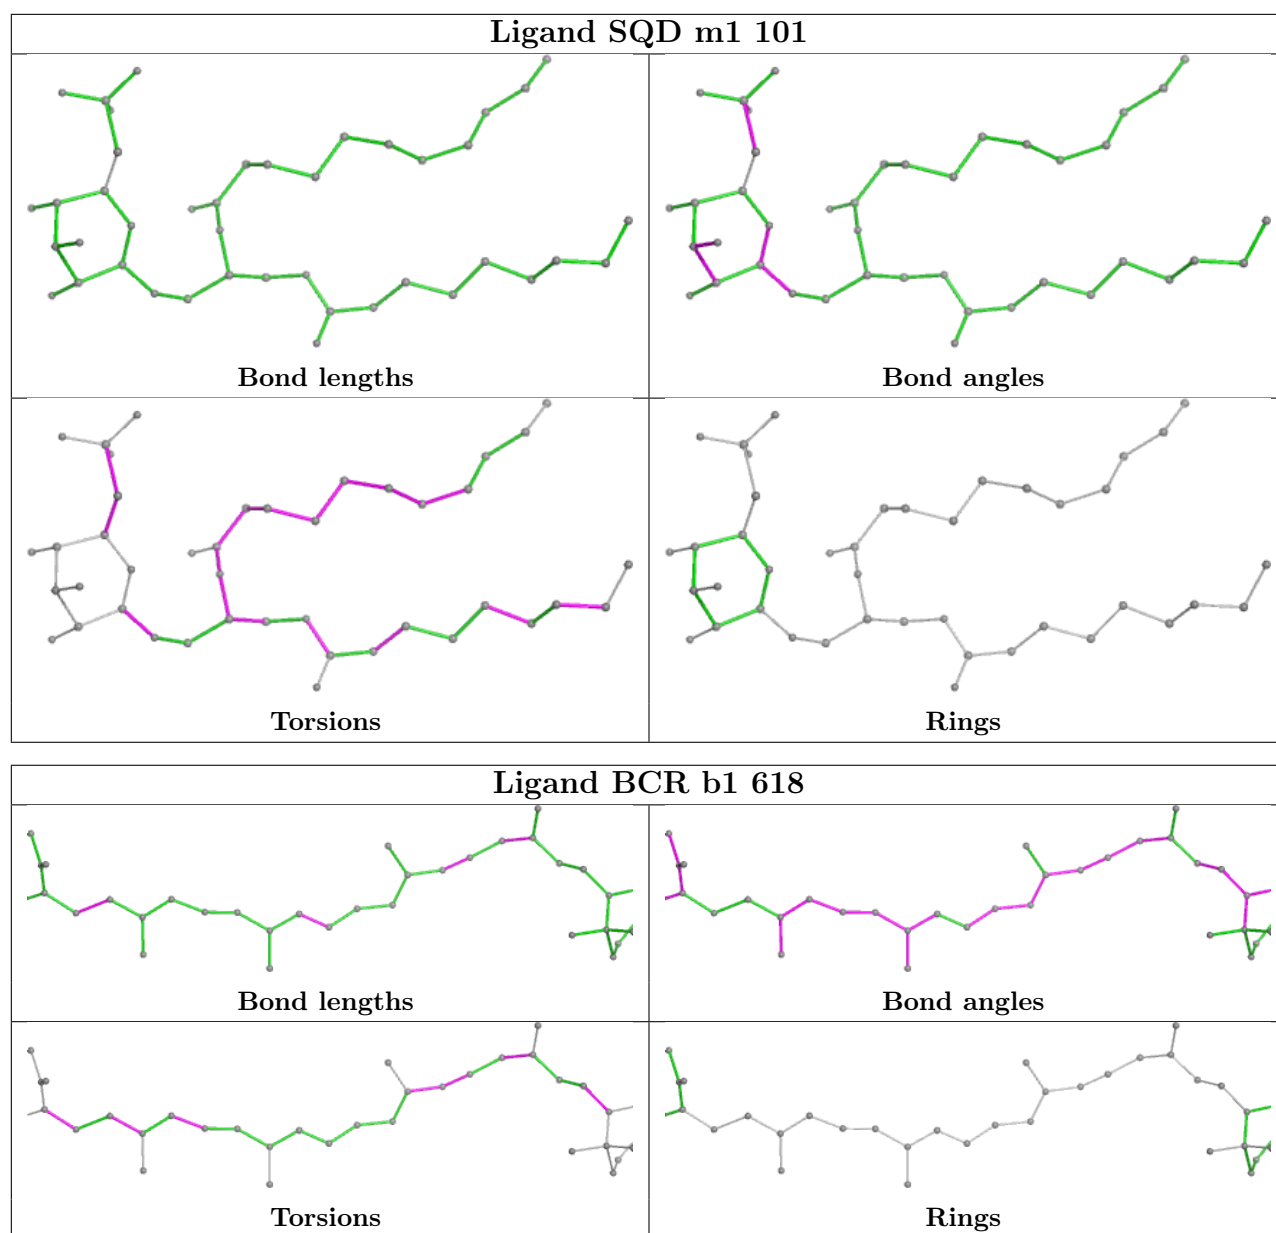 Ligand SQD m1 101
Bond lengths
Bond angles
Torsions
Rings
Ligand BCR b1 618
Bond lengths
Bond angles
Torsions
Rings